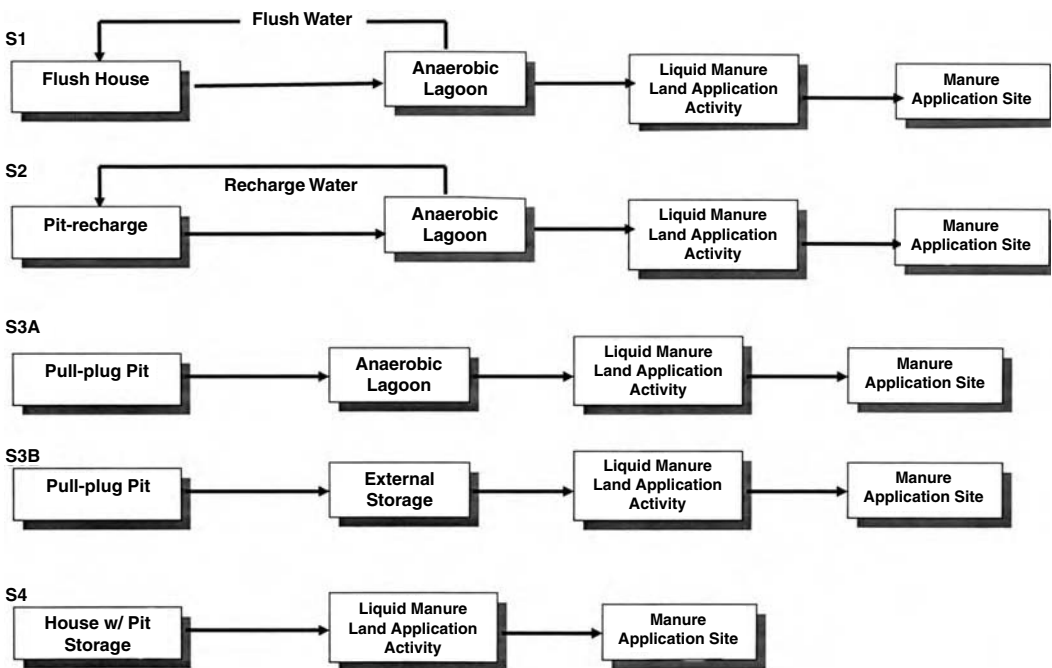 Flush Water
S1
Flush House
Anaerobic
Lagoon
Liquid Manure
Land Application
Activity
Manure
Application Site
S2
Recharge Water
Pit-recharge
Anaerobic
Lagoon
Liquid Manure
Land Application
Activity
Manure
Application Site
S3A
Pull-plug Pit
Anaerobic
Lagoon
Liquid Manure
Land Application
Activity
Manure
Application Site
S3B
Pull-plug Pit
External
Storage
Liquid Manure
Land Application
Activity
Manure
Application Site
S4
House w/ Pit
Storage
Liquid Manure
Land Application
Activity
Manure
Application Site